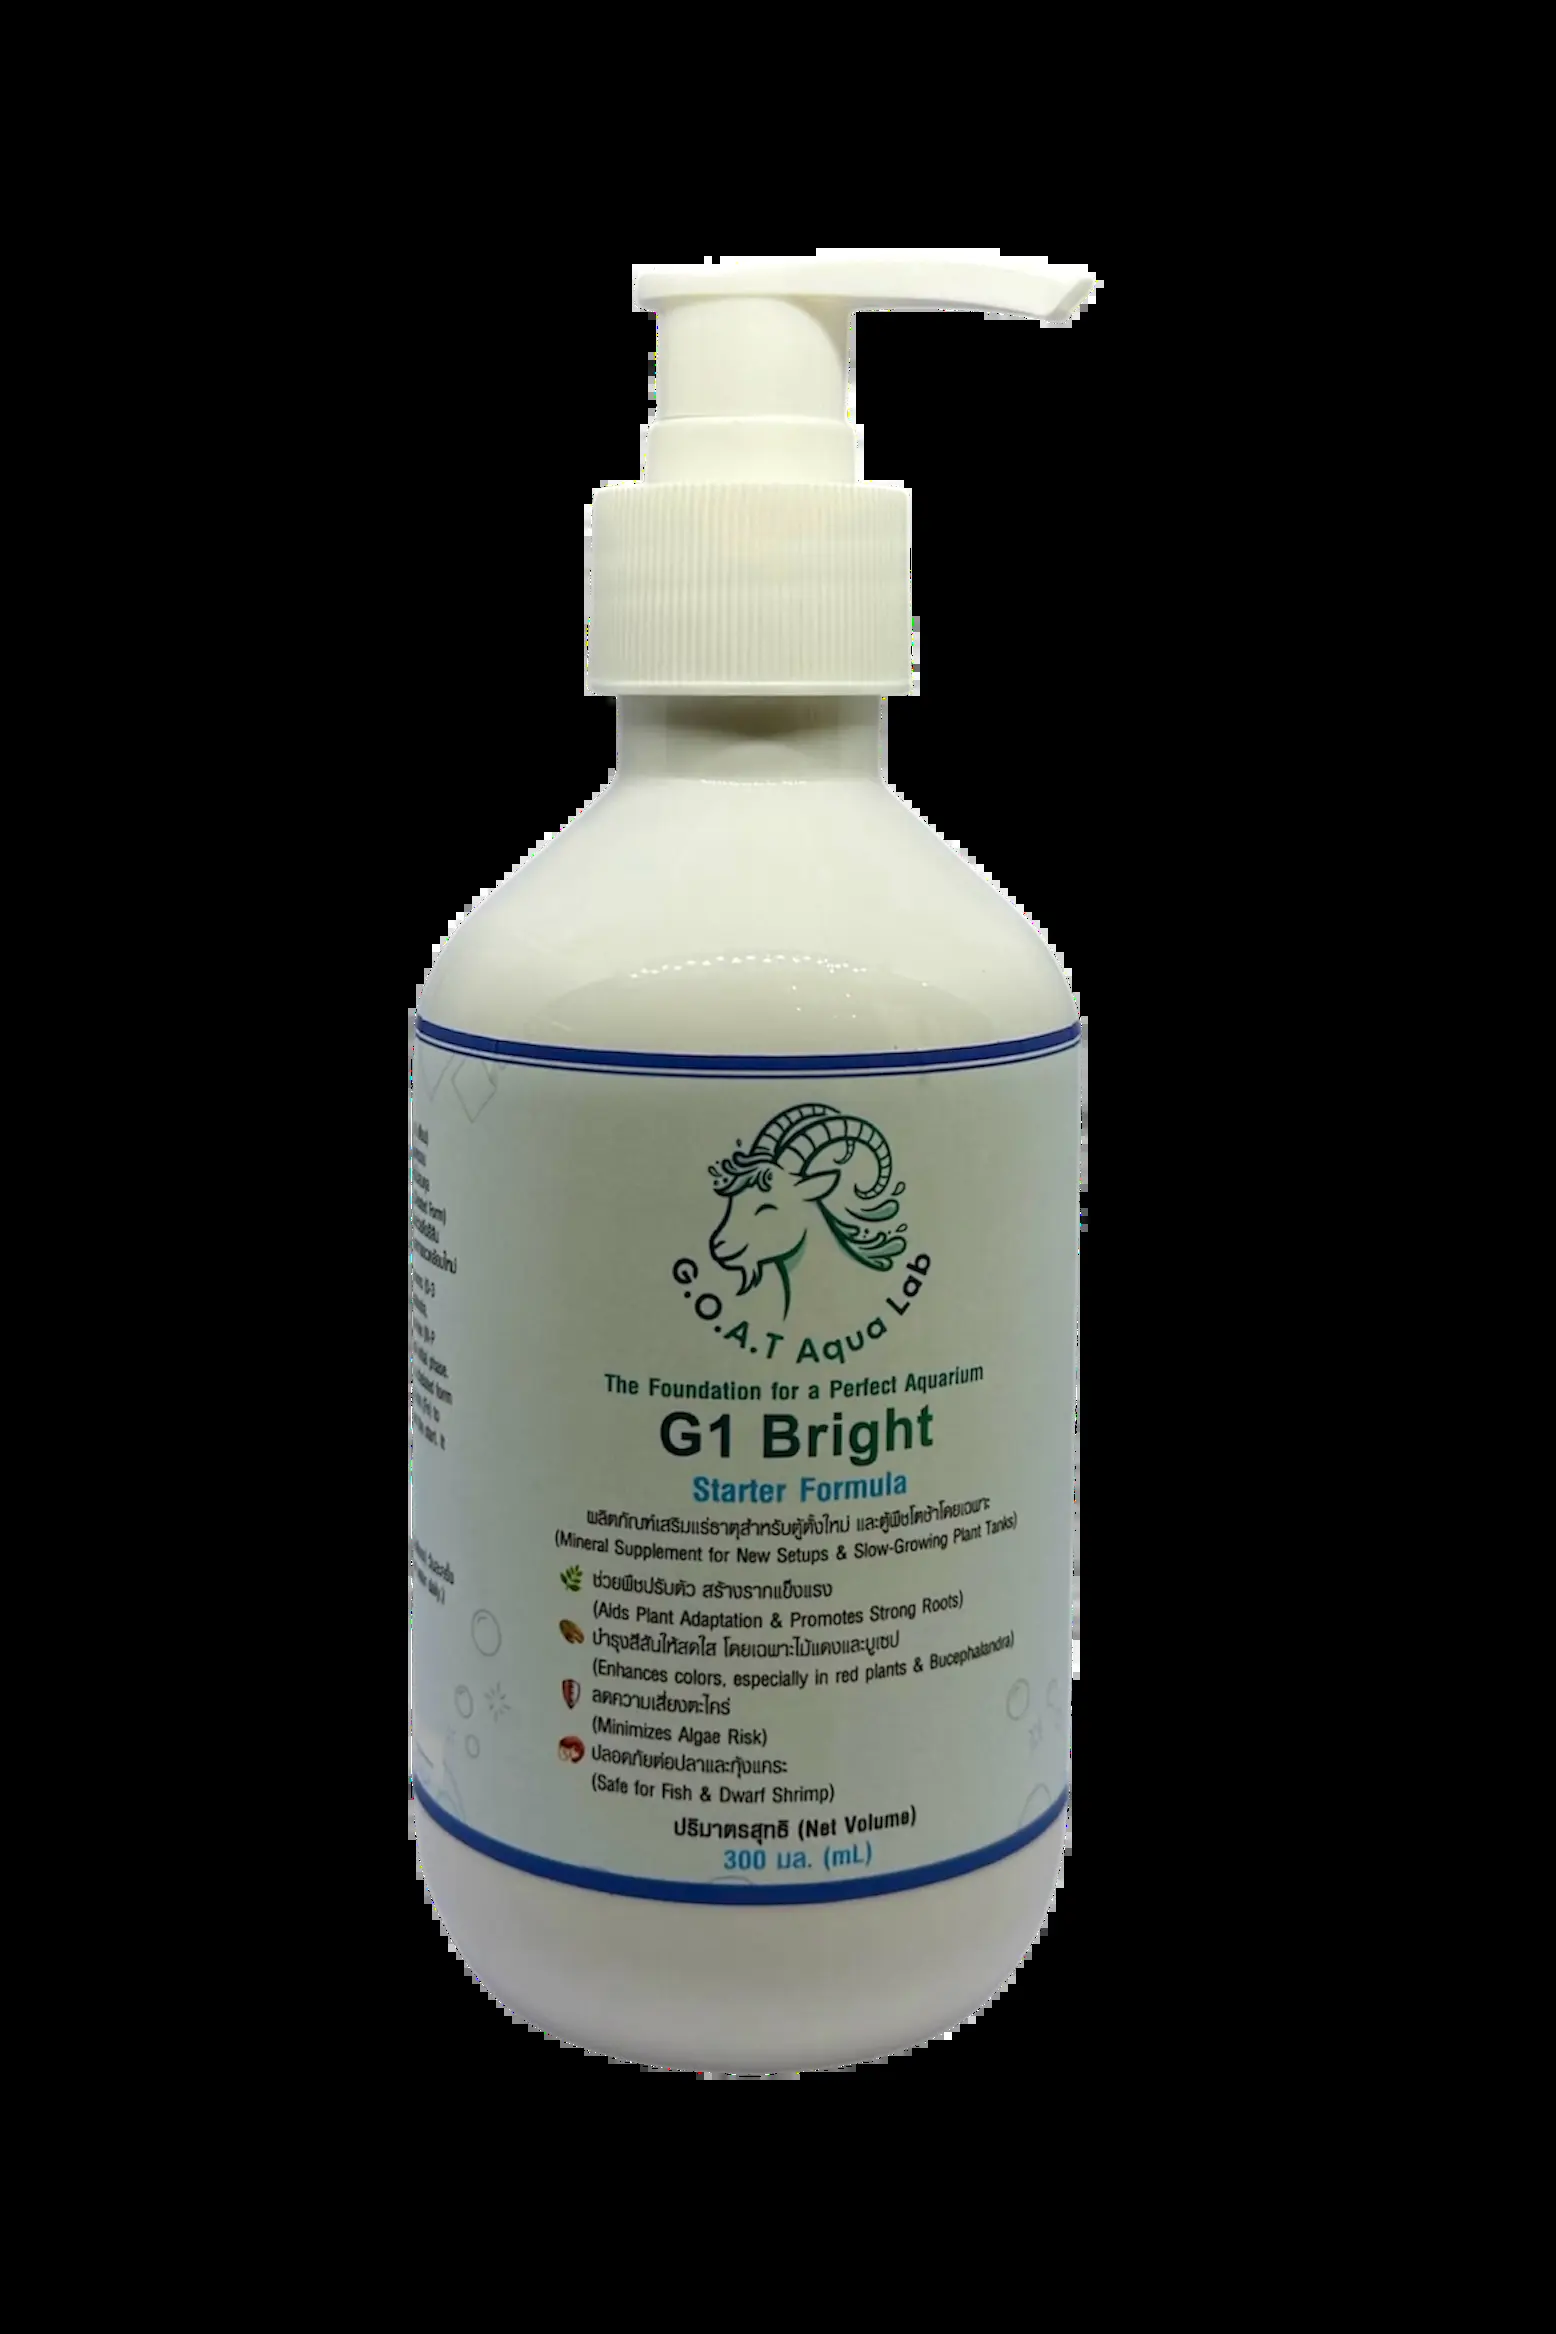 G.O.A.T Aqua Lab
The Foundation for a Perfect Aquarium
G1 Bright
Starter Formula
ผลิตภัณฑ์เสริมแร่ธาตุสำหรับตู้ตั้งใหม่ และตู้พืชโตช้าโดยเฉพาะ
(Mineral Supplement for New Setups & Slow-Growing Plant Tanks)
ช่วยพืชปรับตัว สร้างรากแข็งแรง
(Aids Plant Adaptation & Promotes Strong Roots)
บำรุงสีสันให้สดใส โดยเฉพาะไม้แดงและบูเซป
(Enhances colors, especially in red plants & Bucephalandra)
ลดความเสี่ยงตะไคร่
(Minimizes Algae Risk)
ปลอดภัยต่อปลาและกุ้งแคระ
(Safe for Fish & Dwarf Shrimp)
ปริมาตรสุทธิ (Net Volume)
300 มล. (mL)
Form)
phase.
form
to
start. It
daily.)